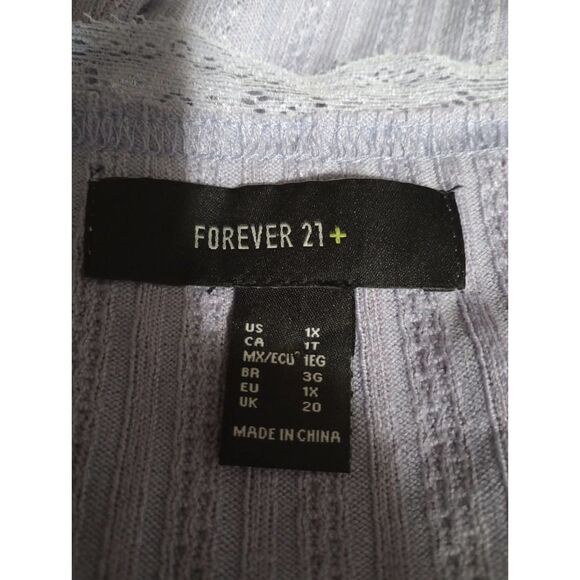 FOREVER 21+
US 1X
CA 1T
MX/ECU 1EG
BR 3G
EU 1X
UK 20
MADE IN CHINA